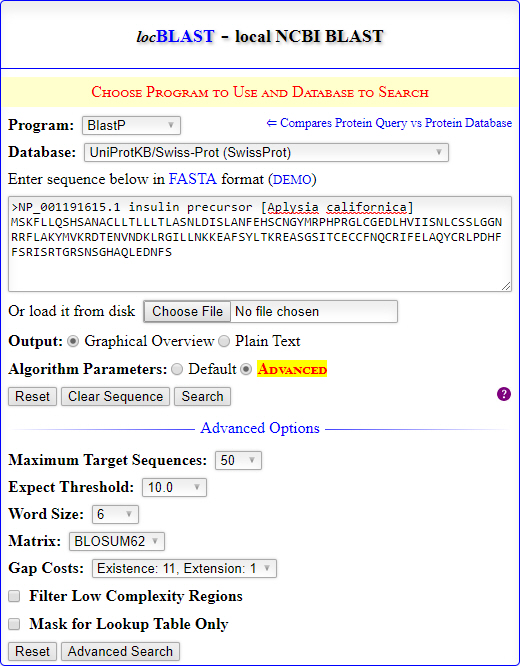 locBLAST - local NCBI BLAST
Choose Program to Use and Database to Search
Program: BlastP ⇐ Compares Protein Query vs Protein Database
Database: UniProtKB/Swiss-Prot (SwissProt)
Enter sequence below in FASTA format (DEMO)
>NP_001191615.1 insulin precursor [Aplysia californica]
MSKFLLQSHSANACLLTLLLTLASNLDISLANFEHSCNGYMRPHPRGLCGEDLHVIISNLCSSLGGN
RRFLAKYMVKRDTENVNDKLRGILLNKKEAFSYLTKREASGSITCECCFNQCRIFELAQYCRLPDHF
FSRISRTGRSNSGHAQLEDNFS
Or load it from disk Choose File No file chosen
Output: Graphical Overview Plain Text
Algorithm Parameters: Default Advanced
Reset Clear Sequence Search ?
Advanced Options
Maximum Target Sequences: 50
Expect Threshold: 10.0
Word Size: 6
Matrix: BLOSUM62
Gap Costs: Existence: 11, Extension: 1
Filter Low Complexity Regions
Mask for Lookup Table Only
Reset Advanced Search